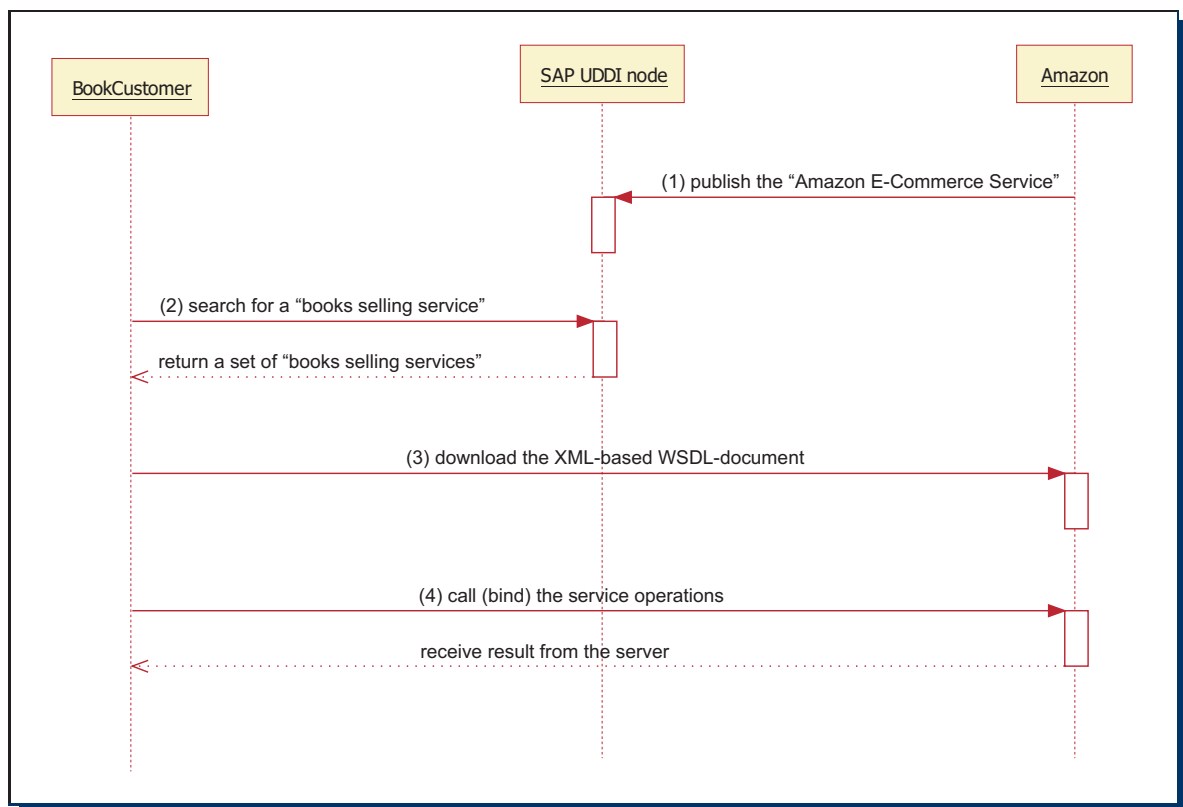 BookCustomer
SAP UDDI node
Amazon
(1) publish the “Amazon E-Commerce Service”
(2) search for a “books selling service”
return a set of “books selling services”
(3) download the XML-based WSDL-document
(4) call (bind) the service operations
receive result from the server